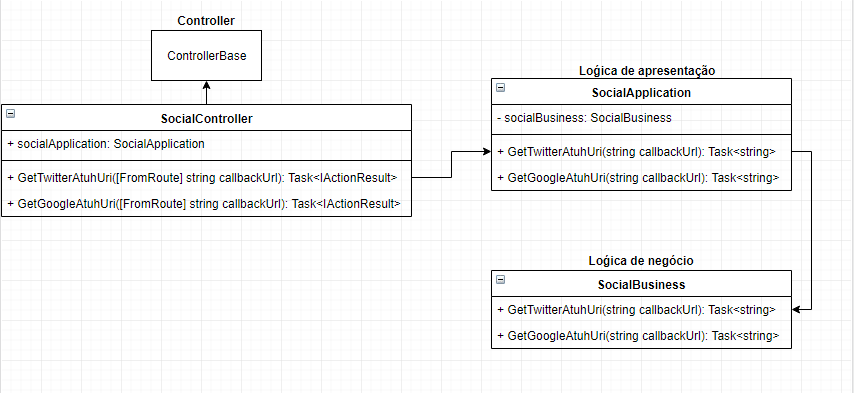 Controller
ControllerBase
SocialController
+ socialApplication: SocialApplication
+ GetTwitterAtuhUri([FromRoute] string callbackUrl): Task<IActionResult>
+ GetGoogleAtuhUri([FromRoute] string callbackUrl): Task<IActionResult>
Loǵica de apresentação
SocialApplication
- socialBusiness: SocialBusiness
+ GetTwitterAtuhUri(string callbackUrl): Task<string>
+ GetGoogleAtuhUri(string callbackUrl): Task<string>
Loǵica de negócio
SocialBusiness
+ GetTwitterAtuhUri(string callbackUrl): Task<string>
+ GetGoogleAtuhUri(string callbackUrl): Task<string>